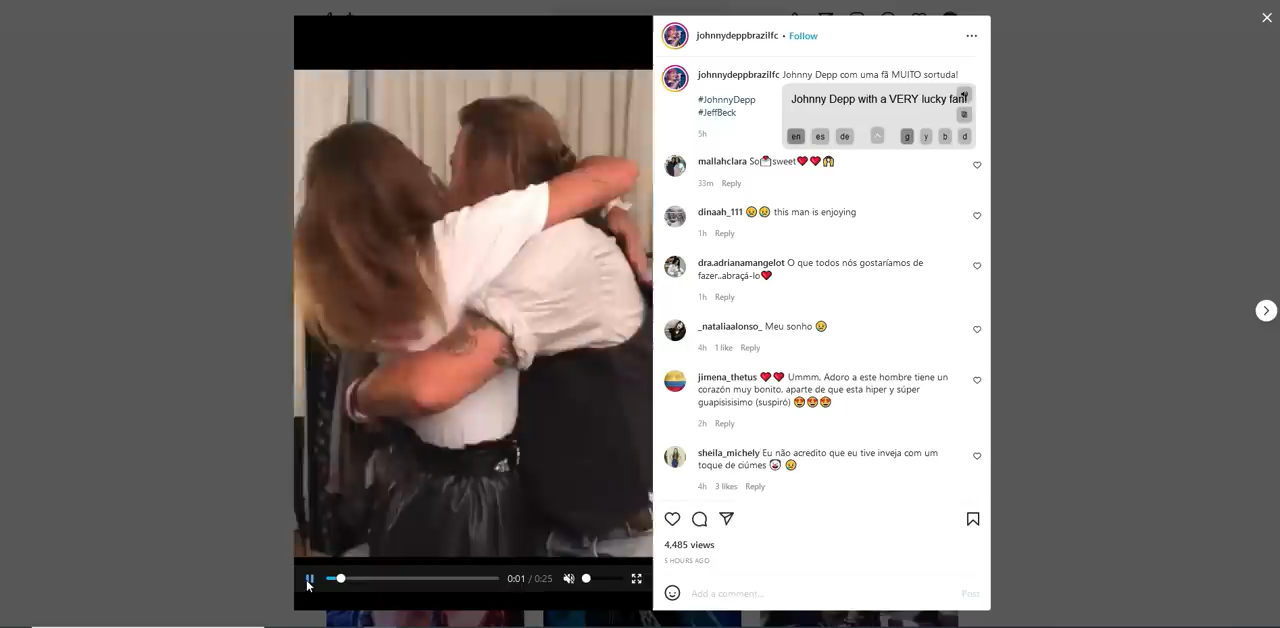 johnnydeppbrazilfc • Follow
johnnydeppbrazilfc Johnny Depp com uma fã MUITO sortuda!
#JohnnyDepp
#JeffBeck
5h
Johnny Depp with a VERY lucky fan!
en es de g y b d
mallahclara So sweet
33m Reply
dinaah_111 this man is enjoying
1h Reply
dra.adrianamangelot O que todos nós gostaríamos de
fazer..abraçá-lo
1h Reply
_nataliaalonso_ Meu sonho
4h 1 like Reply
jimena_thetus Ummm. Adoro a este hombre tiene un
corazón muy bonito. aparte de que esta hiper y súper
guapisisisimo (suspiró)
2h Reply
sheila_michely Eu não acredito que eu tive inveja com um
toque de ciúmes
4h 3 likes Reply
4,485 views
5 HOURS AGO
0:01 / 0:25
Add a comment... Post